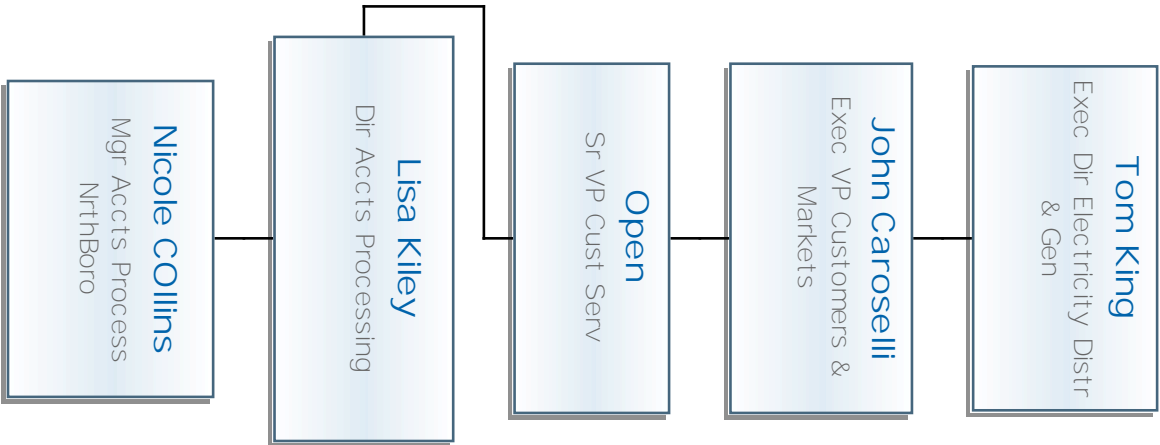 Tom King
Exec Dir Electricity Distr
& Gen
John Caroselli
Exec VP Customers &
Markets
Open
Sr VP Cust Serv
Lisa Kiley
Dir Accts Processing
Nicole COllins
Mgr Accts Process
NrthBoro